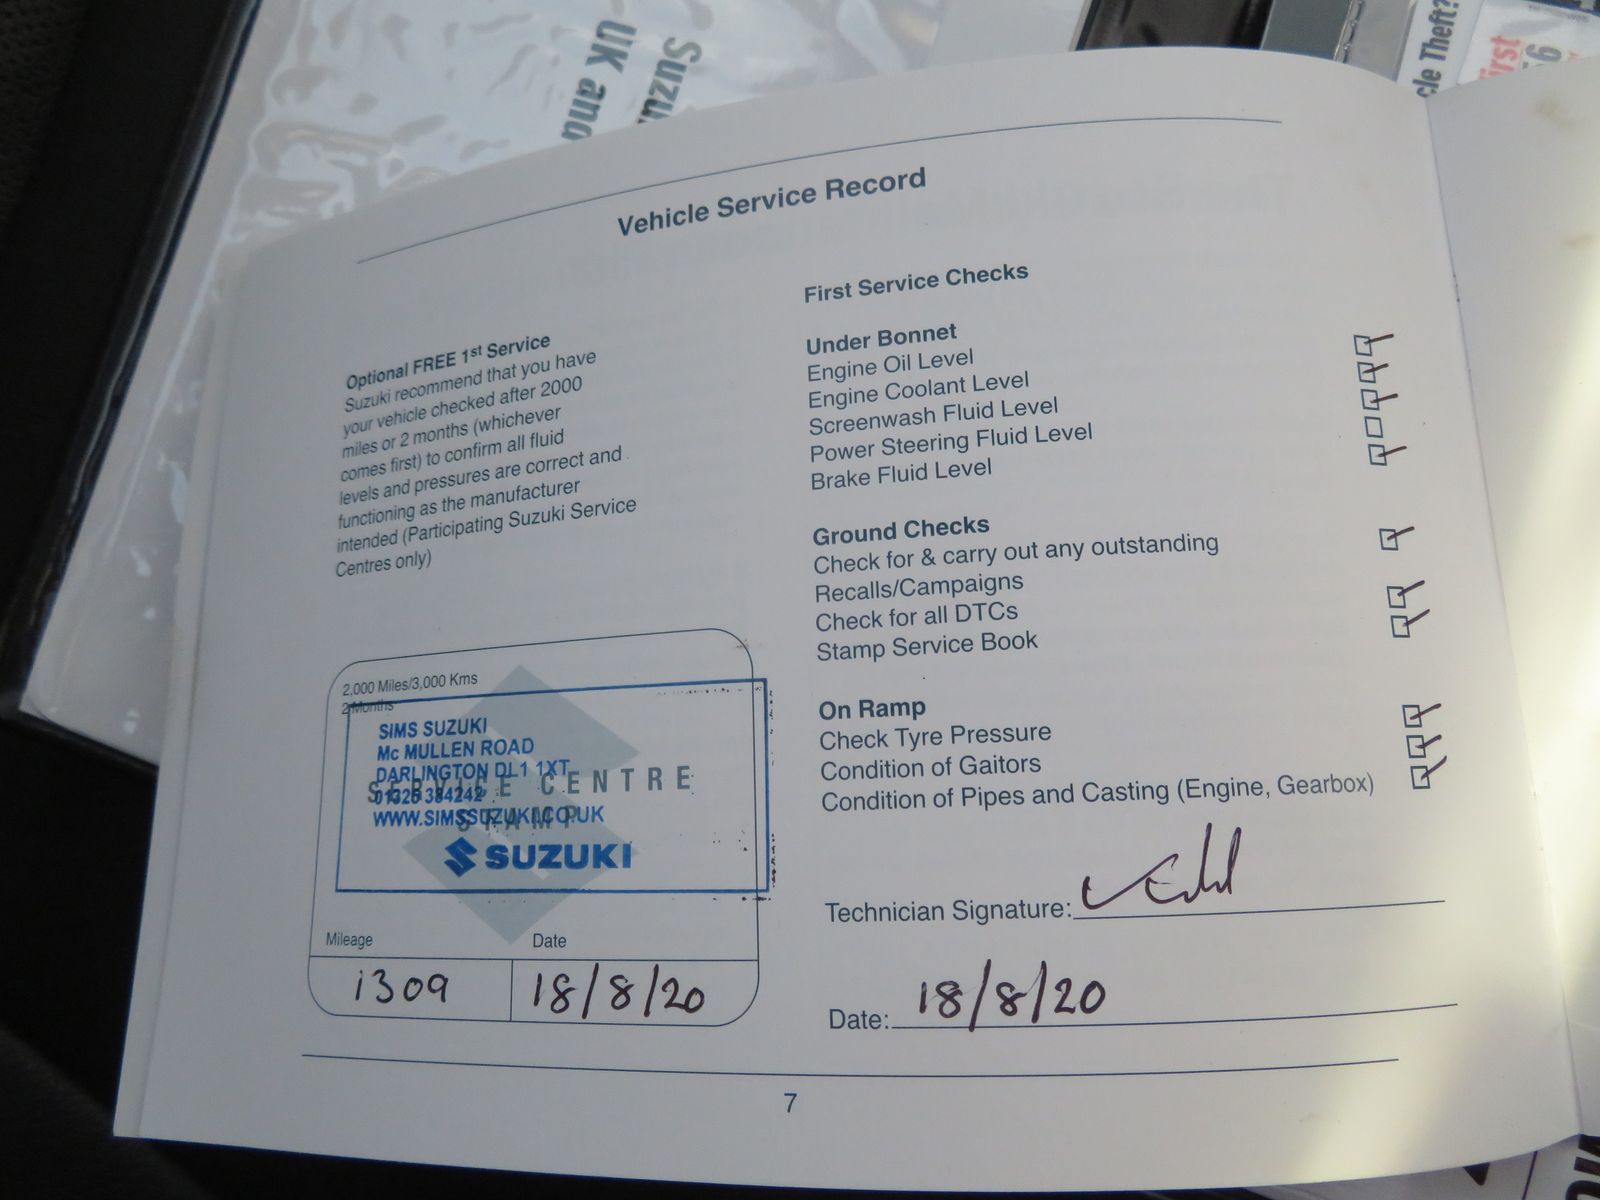 Suzu
UK and
cle Theft?
irst
Vehicle Service Record
Optional FREE 1st Service
Suzuki recommend that you have
your vehicle checked after 2000
miles or 2 months (whichever
comes first) to confirm all fluid
levels and pressures are correct and
functioning as the manufacturer
intended (Participating Suzuki Service
Centres only)
2,000 Miles/3,000 Kms
2 Months
SIMS SUZUKI
Mc MULLEN ROAD
DARLINGTON DL1 1XT
01325 384242
WWW.SIMSSUZUKI.CO.UK
SERVICE CENTRE
STAMP
SUZUKI
Mileage Date
1309 18/8/20
First Service Checks
Under Bonnet
Engine Oil Level
Engine Coolant Level
Screenwash Fluid Level
Power Steering Fluid Level
Brake Fluid Level
Ground Checks
Check for & carry out any outstanding
Recalls/Campaigns
Check for all DTCs
Stamp Service Book
On Ramp
Check Tyre Pressure
Condition of Gaitors
Condition of Pipes and Casting (Engine, Gearbox)
Technician Signature:
Date: 18/8/20
7